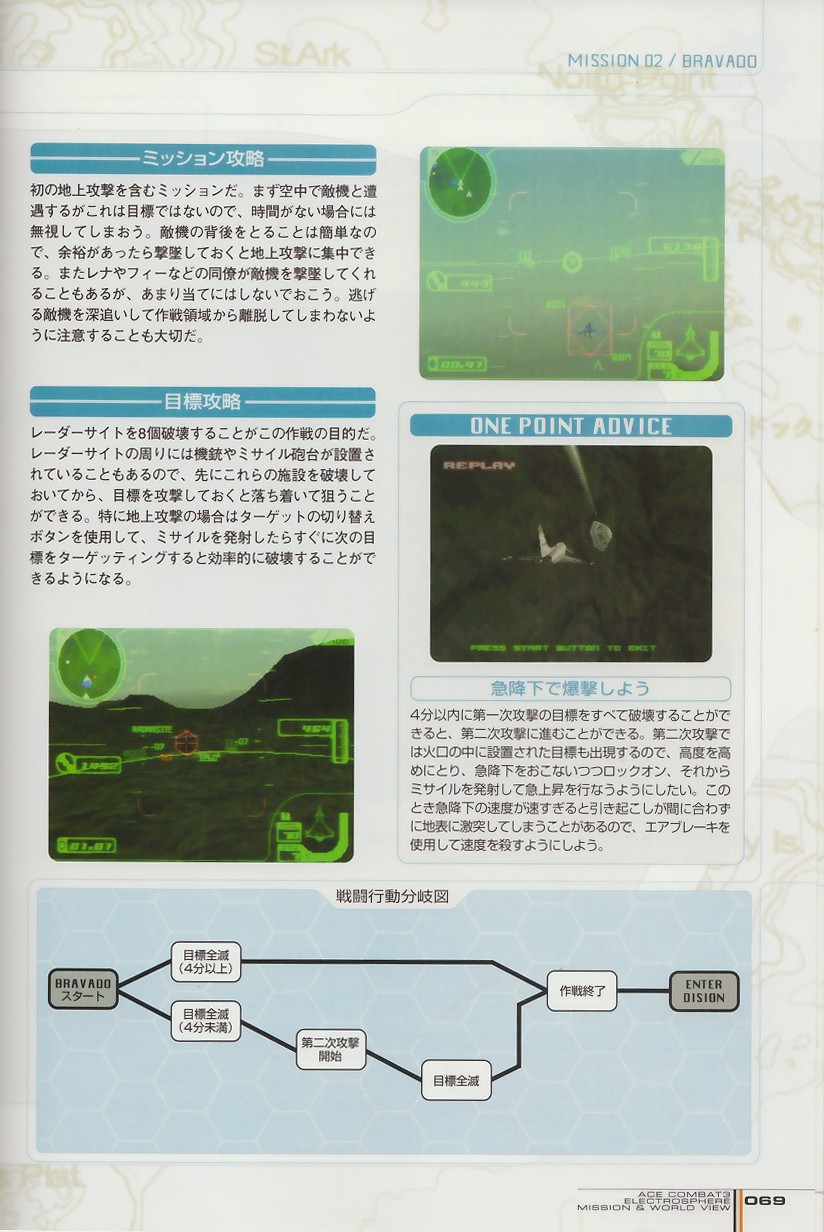 St.Ark
MISSION 02 / BRAVADO
North Point
ミッション攻略
初の地上攻撃を含むミッションだ。まず空中で敵機と遭
遇するがこれは目標ではないので、時間がない場合には
無視してしまおう。敵機の背後をとることは簡単なの
で、余裕があったら撃墜しておくと地上攻撃に集中でき
る。またレナやフィーなどの同僚が敵機を撃墜してくれ
ることもあるが、あまり当てにはしないでおこう。逃げ
る敵機を深追いして作戦領域から離脱してしまわないよ
うに注意することも大切だ。
00.47
目標攻略
レーダーサイトを8個破壊することがこの作戦の目的だ。
レーダーサイトの周りには機銃やミサイル砲台が設置さ
れていることもあるので、先にこれらの施設を破壊して
おいてから、目標を攻撃しておくと落ち着いて狙うこと
ができる。特に地上攻撃の場合はターゲットの切り替え
ボタンを使用して、ミサイルを発射したらすぐに次の目
標をターゲッティングすると効率的に破壊することがで
きるようになる。
RADARSITE
464
1,452
01.01
ONE POINT ADVICE
REPLAY
PRESS START BUTTON TO EXIT
急降下で爆撃しよう
4分以内に第一次攻撃の目標をすべて破壊することがで
きると、第二次攻撃に進むことができる。第二次攻撃で
は火口の中に設置された目標も出現するので、高度を高
めにとり、急降下をおこないつつロックオン、それから
ミサイルを発射して急上昇を行なうようにしたい。この
とき急降下の速度が速すぎると引き起こしが間に合わず
に地表に激突してしまうことがあるので、エアブレーキを
使用して速度を殺すようにしよう。
ドック
y Is.
戦闘行動分岐図
BRAVADO
スタート
目標全滅
(4分以上)
目標全滅
(4分未満)
第二次攻撃
開始
目標全滅
作戦終了
ENTER
DISION
s Plat
ACE COMBAT3
ELECTROSPHERE
MISSION & WORLD VIEW
069